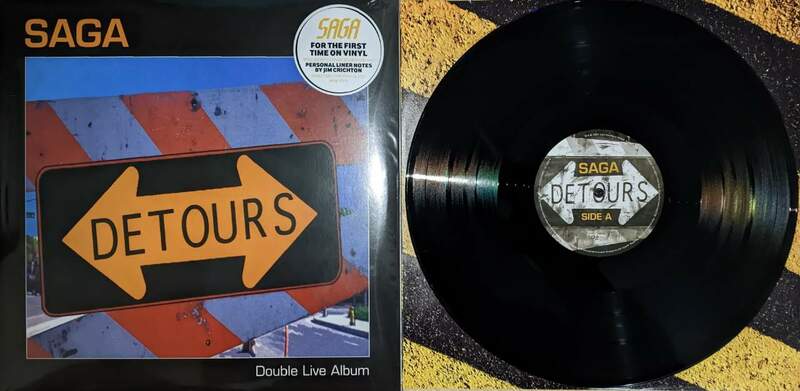 SAGA
SAGA
FOR THE FIRST
TIME ON VINYL
PERSONAL LINER NOTES
BY JIM CRICHTON
DETOURS
Double Live Album
SAGA
DETOURS
SIDE A